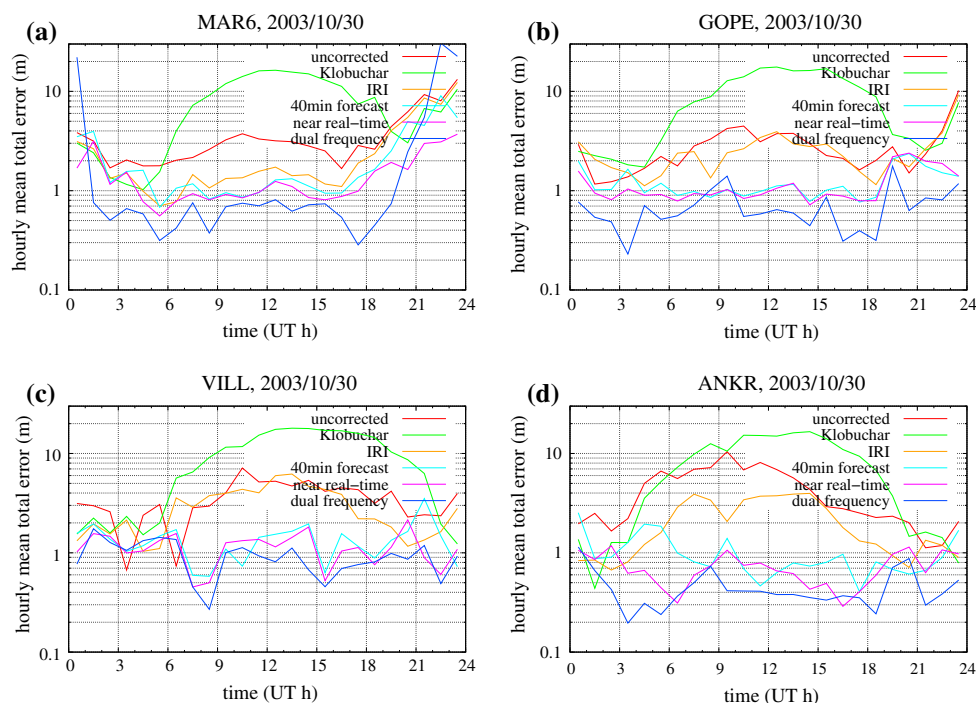 (a) MAR6, 2003/10/30
hourly mean total error (m)
10
1
0.1
uncorrected
Klobuchar
IRI
40min forecast
near real-time
dual frequency
0 3 6 9 12 15 18 21 24
time (UT h)
(b) GOPE, 2003/10/30
hourly mean total error (m)
10
1
0.1
uncorrected
Klobuchar
IRI
40min forecast
near real-time
dual frequency
0 3 6 9 12 15 18 21 24
time (UT h)
(c) VILL, 2003/10/30
hourly mean total error (m)
10
1
0.1
uncorrected
Klobuchar
IRI
40min forecast
near real-time
dual frequency
0 3 6 9 12 15 18 21 24
time (UT h)
(d) ANKR, 2003/10/30
hourly mean total error (m)
10
1
0.1
uncorrected
Klobuchar
IRI
40min forecast
near real-time
dual frequency
0 3 6 9 12 15 18 21 24
time (UT h)